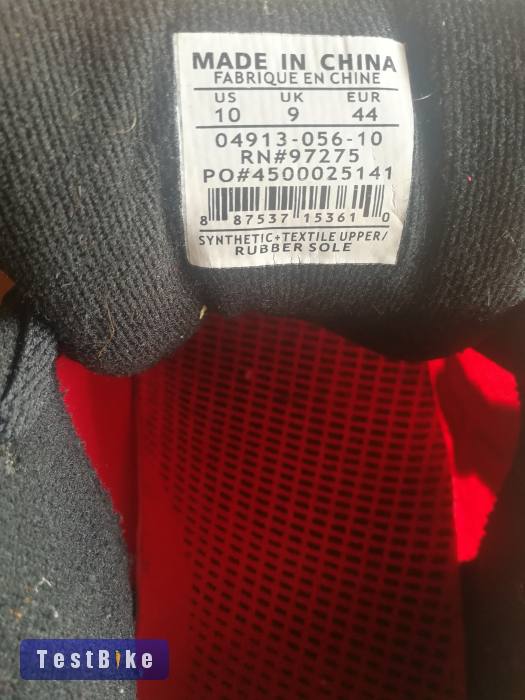 MADE IN CHINA
FABRIQUE EN CHINE
US UK EUR
10 9 44
04913-056-10
RN#97275
PO#4500025141
8 87537 15361 0
SYNTHETIC+TEXTILE UPPER/
RUBBER SOLE
TestBike